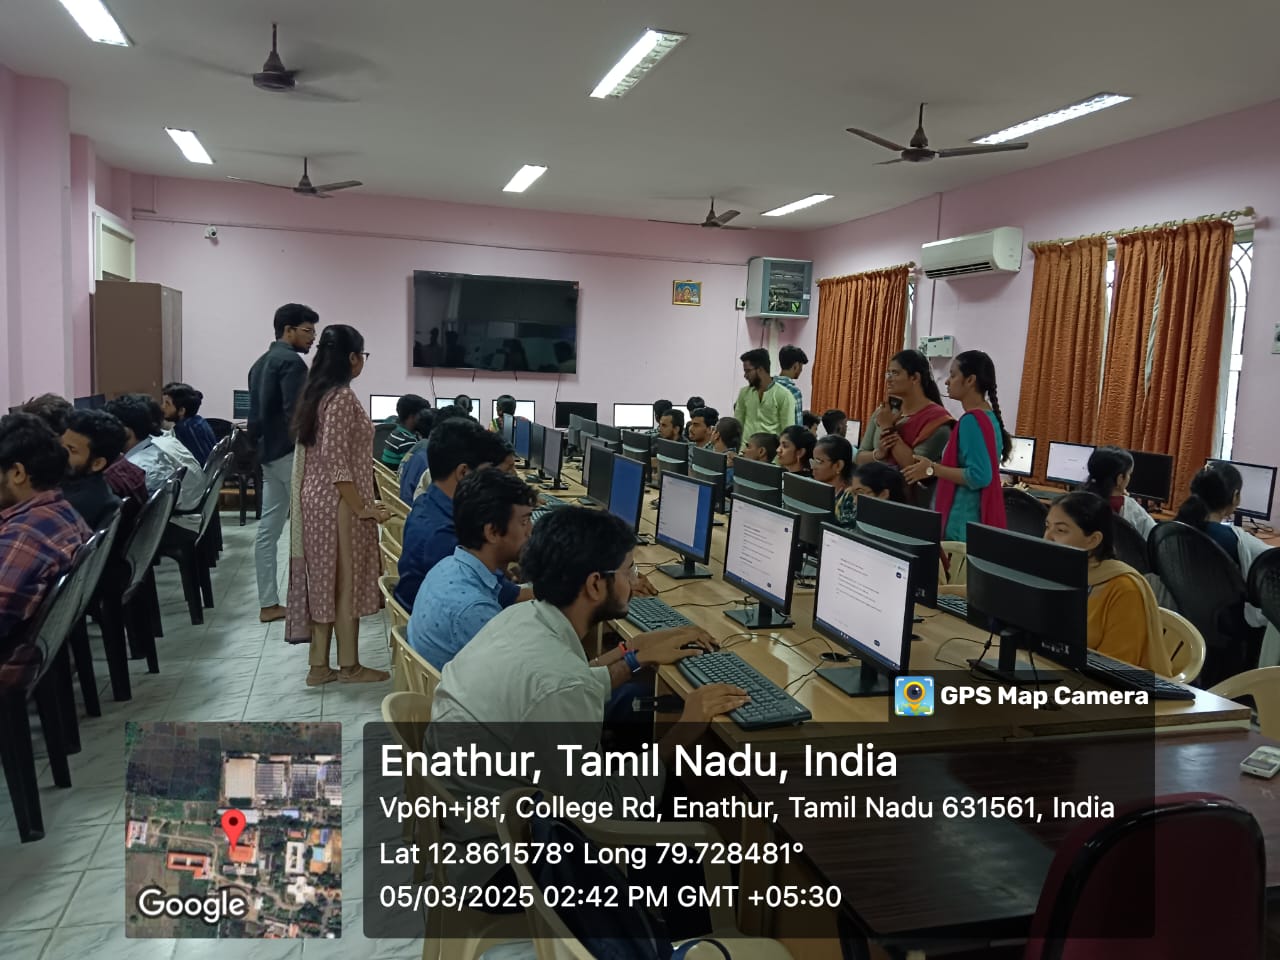 GPS Map Camera
Enathur, Tamil Nadu, India
Vp6h+j8f, College Rd, Enathur, Tamil Nadu 631561, India
Lat 12.861578° Long 79.728481°
05/03/2025 02:42 PM GMT +05:30
Google